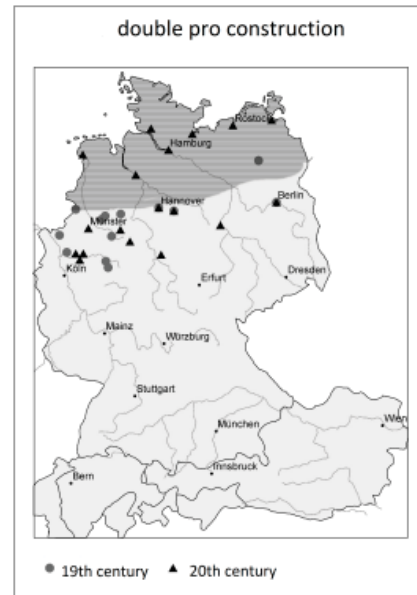 double pro construction
Rostock
Hamburg
Hannover
Berlin
Münster
Köln
Erfurt
Dresden
Mainz
Würzburg
Stuttgart
München
Wien
Innsbruck
Bern
19th century
20th century